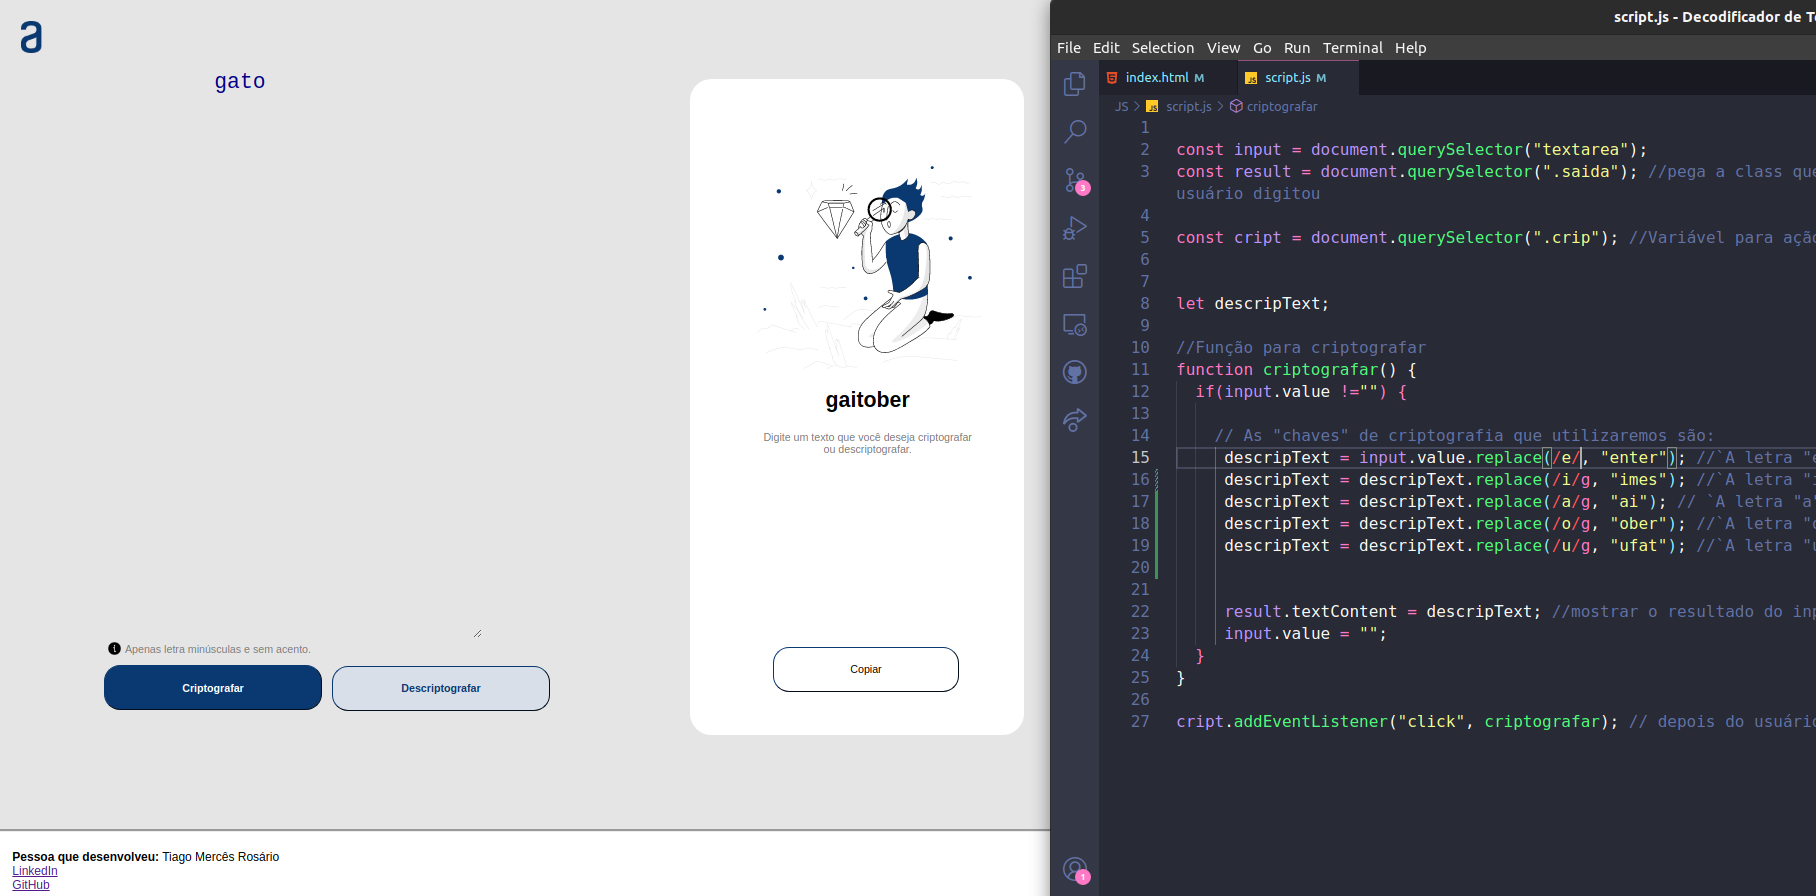 a
gato
gaitober
Digite um texto que você deseja criptografar
ou descriptografar.
Copiar
Apenas letra minúsculas e sem acento.
Criptografar
Descriptografar
Pessoa que desenvolveu: Tiago Mercês Rosário
LinkedIn
GitHub
script.js - Decodificador de
File Edit Selection View Go Run Terminal Help
index.html M
script.js M
JS > script.js > criptografar
1
2 const input = document.querySelector("textarea");
3 const result = document.querySelector(".saida"); //pega a class que
usuário digitou
4
5 const cript = document.querySelector(".crip"); //Variável para ação
6
7
8 let descripText;
9
10 //Função para criptografar
11 function criptografar() {
12 if(input.value !="") {
13
14 // As "chaves" de criptografia que utilizaremos são:
15 descripText = input.value.replace(/e/, "enter"); //`A letra "e
16 descripText = descripText.replace(/i/g, "imes"); //`A letra "i
17 descripText = descripText.replace(/a/g, "ai"); // `A letra "a"
18 descripText = descripText.replace(/o/g, "ober"); //`A letra "o
19 descripText = descripText.replace(/u/g, "ufat"); //`A letra "u
20
21
22 result.textContent = descripText; //mostrar o resultado do inp
23 input.value = "";
24 }
25 }
26
27 cript.addEventListener("click", criptografar); // depois do usuário
3
1